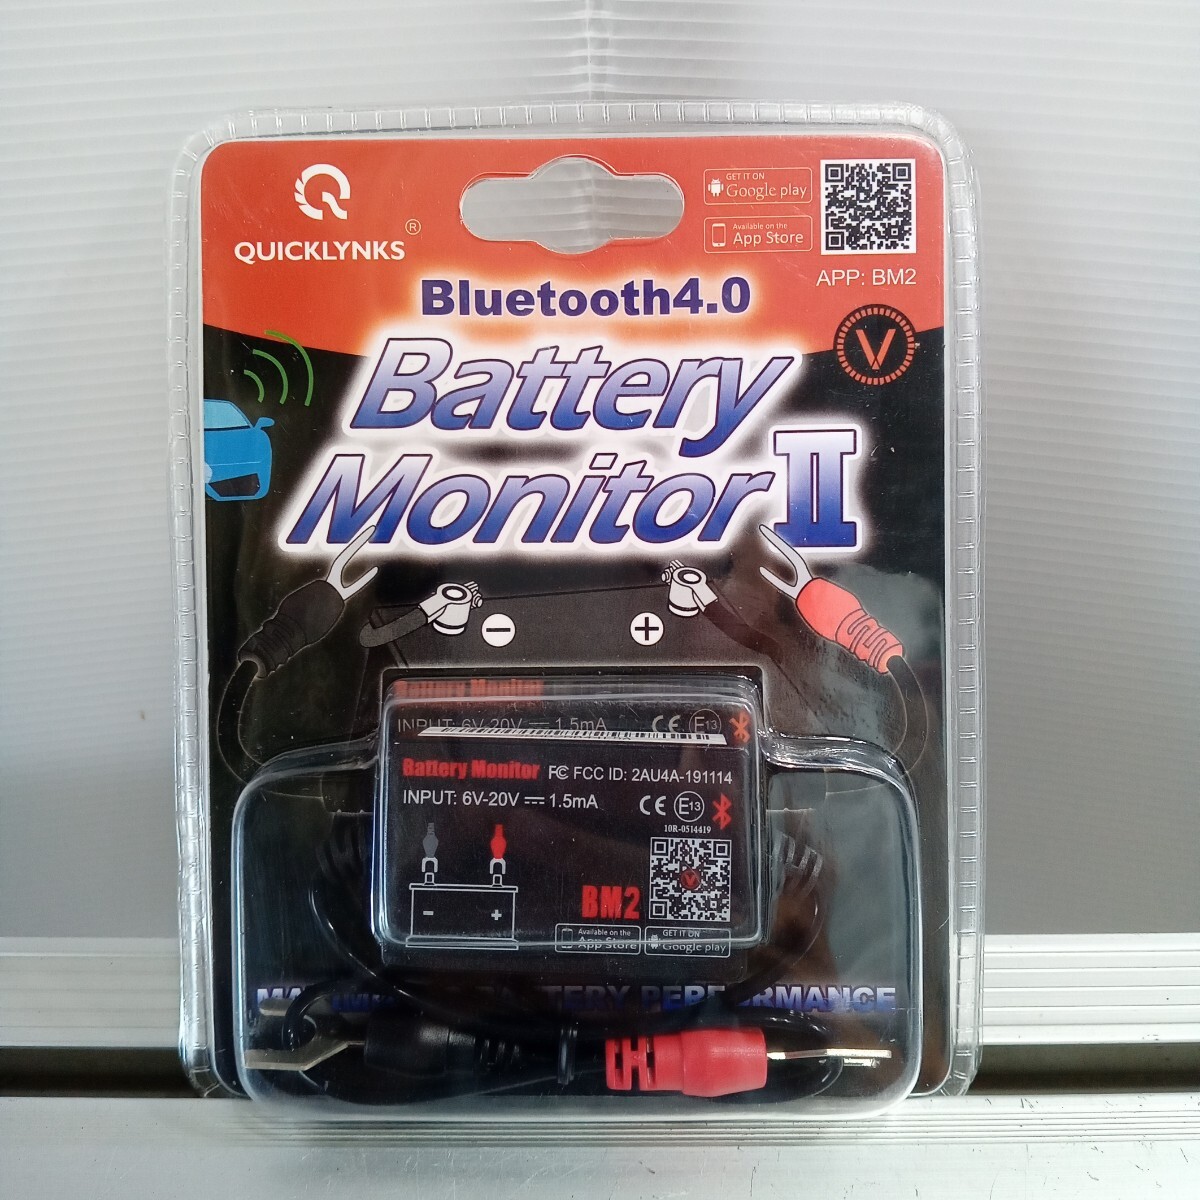 QUICKLYNKS®
GET IT ON
Google play
Available on the
App Store
APP: BM2
Bluetooth4.0
V
Battery
Monitor II
− +
Battery Monitor
INPUT: 6V-20V 1.5mA CE E13
Battery Monitor FC FCC ID: 2AU4A-191114
INPUT: 6V-20V 1.5mA CE E13
10R-0514419
V
− +
BM2
Available on the
App Store
GET IT ON
Google play
BATTERY PERFORMANCE